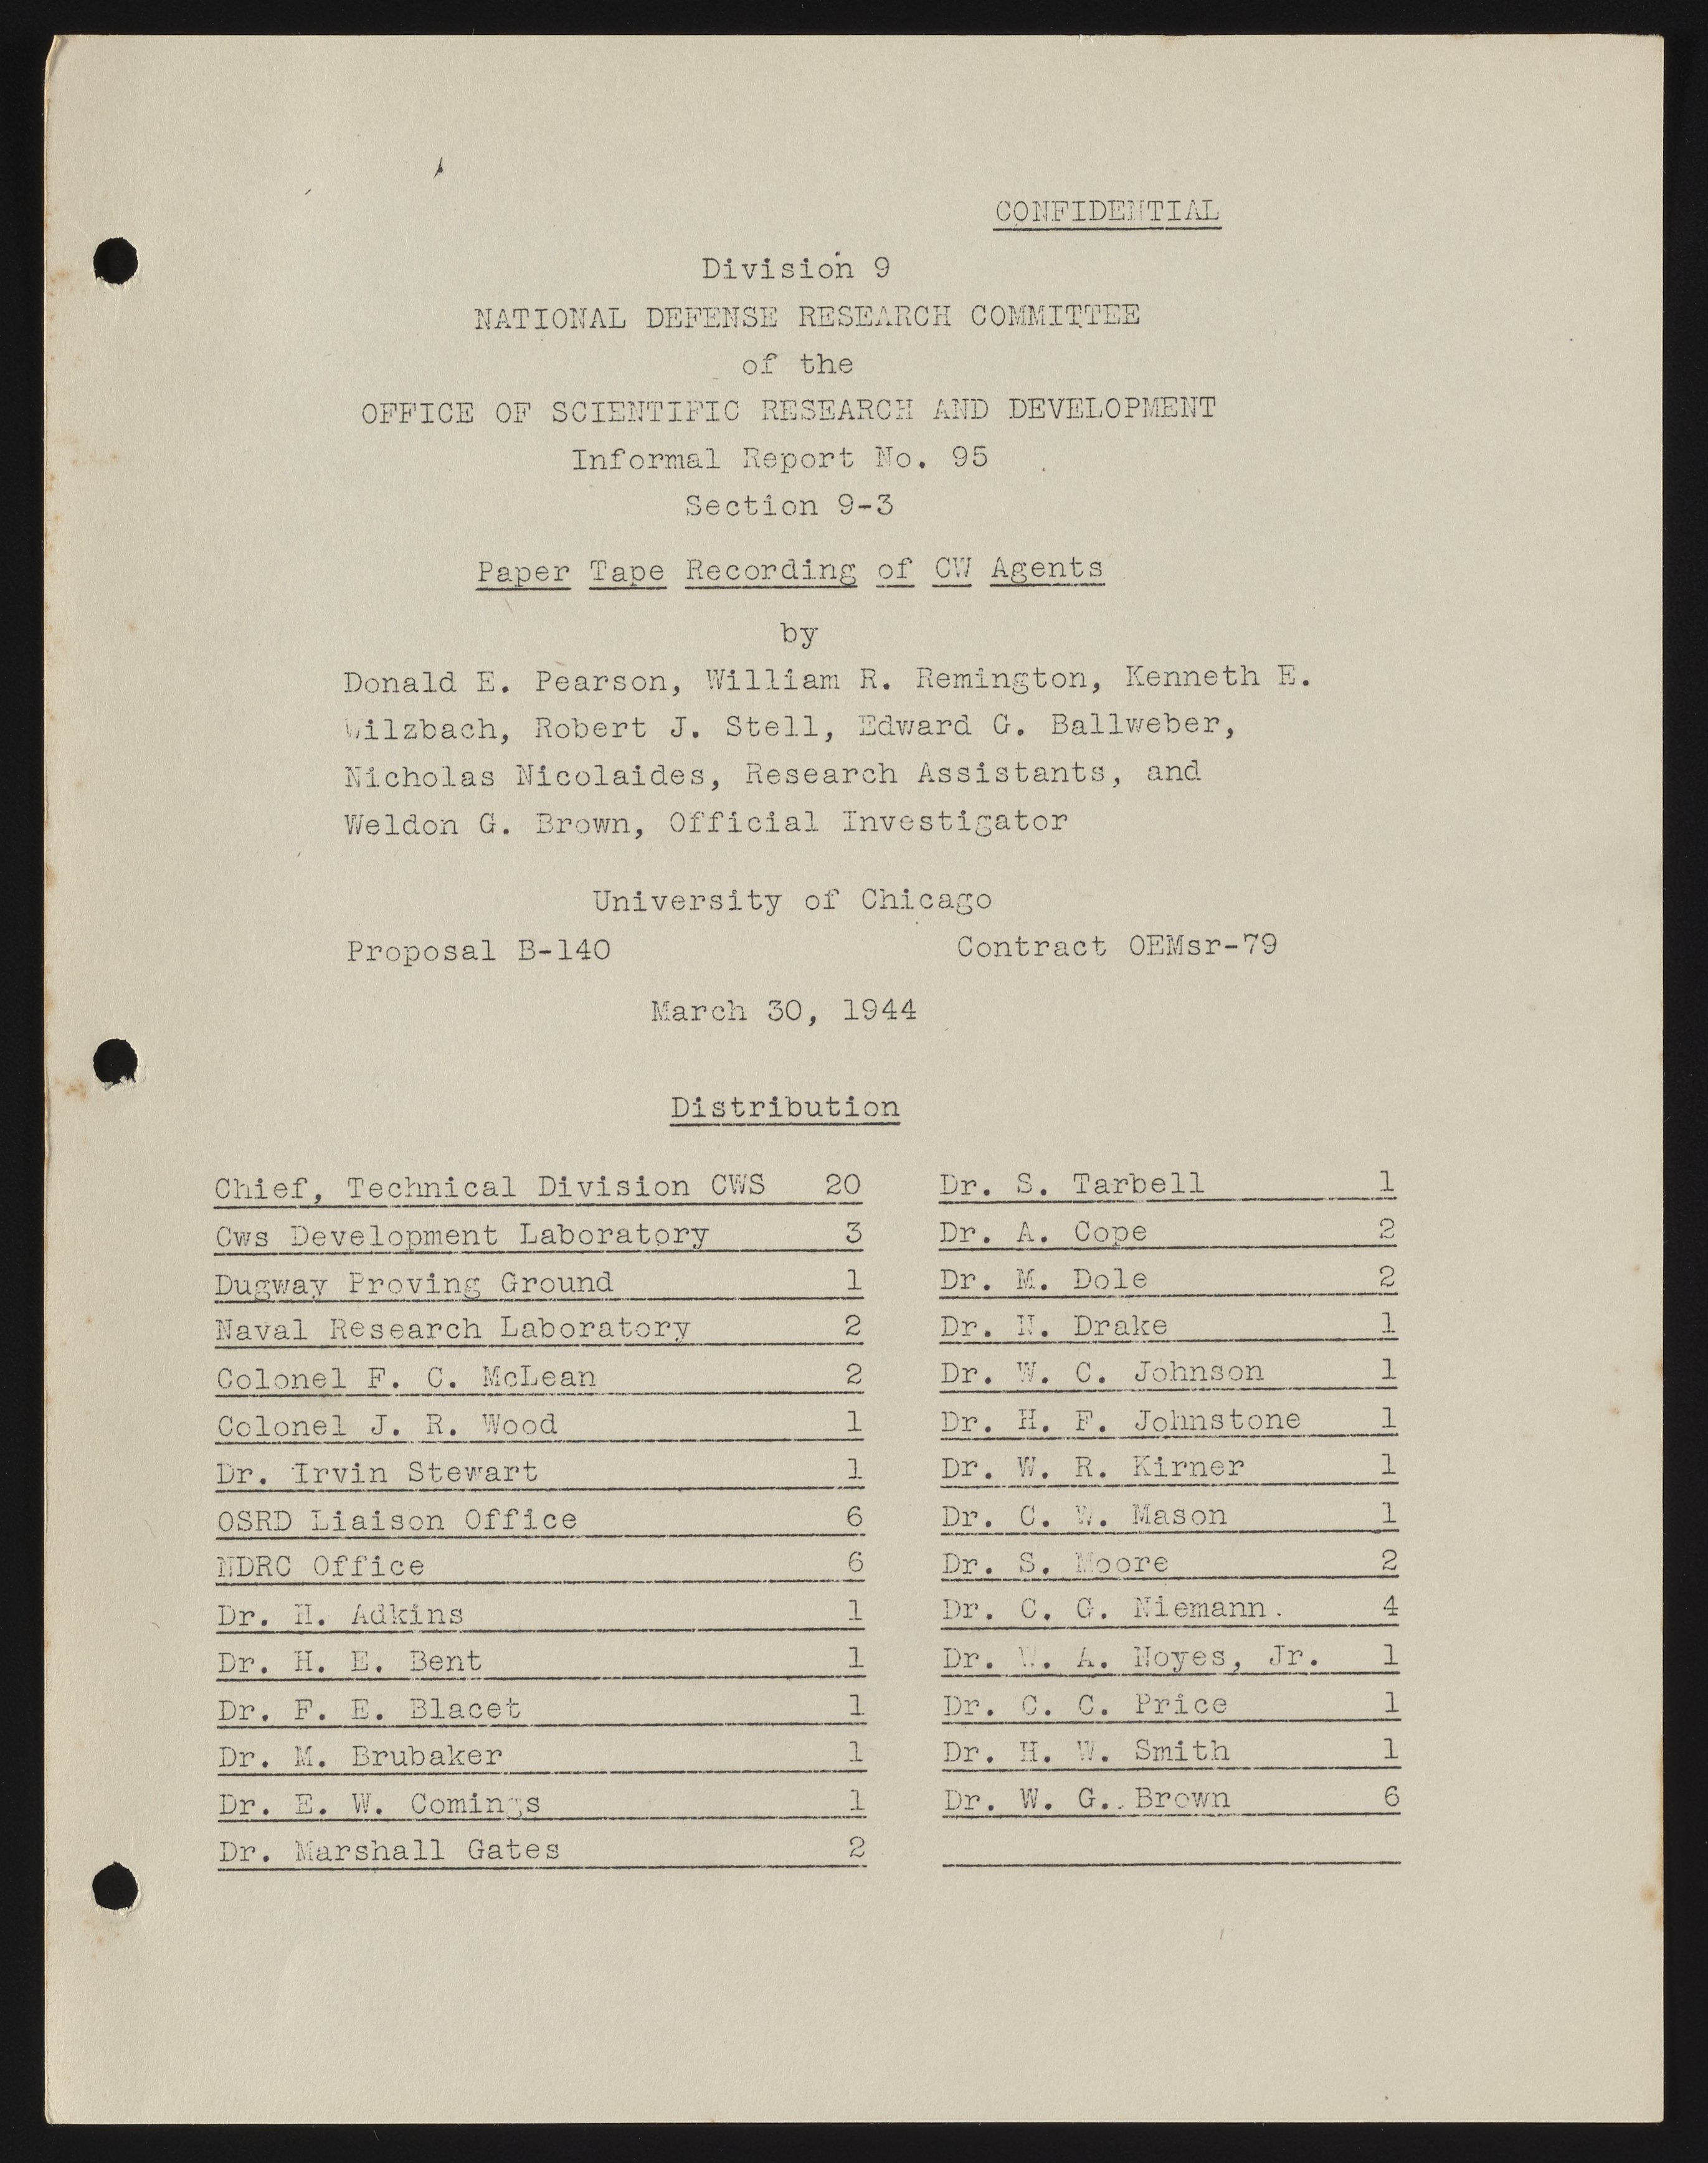 CONFIDENTIAL
Division 9
NATIONAL DEFENSE RESEARCH COMMITTEE
of the
OFFICE OF SCIENTIFIC RESEARCH AND DEVELOPMENT
Informal Report No. 95
Section 9-3
Paper Tape Recording of CW Agents
by
Donald E. Pearson, William R. Remington, Kenneth E.
Wilzbach, Robert J. Stell, Edward G. Ballweber,
Nicholas Nicolaides, Research Assistants, and
Weldon G. Brown, Official Investigator
University of Chicago
Proposal B-140 Contract OEMsr-79
March 30, 1944
Distribution
Chief, Technical Division CWS 20
Cws Development Laboratory 3
Dugway Proving Ground 1
Naval Research Laboratory 2
Colonel F. C. McLean 2
Colonel J. R. Wood 1
Dr. Irvin Stewart 1
OSRD Liaison Office 6
NDRC Office 6
Dr. H. Adkins 1
Dr. H. E. Bent 1
Dr. F. E. Blacet 1
Dr. M. Brubaker 1
Dr. E. W. Comings 1
Dr. Marshall Gates 2
Dr. S. Tarbell 1
Dr. A. Cope 2
Dr. M. Dole 2
Dr. N. Drake 1
Dr. W. C. Johnson 1
Dr. H. F. Johnstone 1
Dr. W. R. Kirner 1
Dr. C. W. Mason 1
Dr. S. Moore 2
Dr. C. G. Niemann. 4
Dr. W. A. Noyes, Jr. 1
Dr. C. C. Price 1
Dr. H. W. Smith 1
Dr. W. G. Brown 6